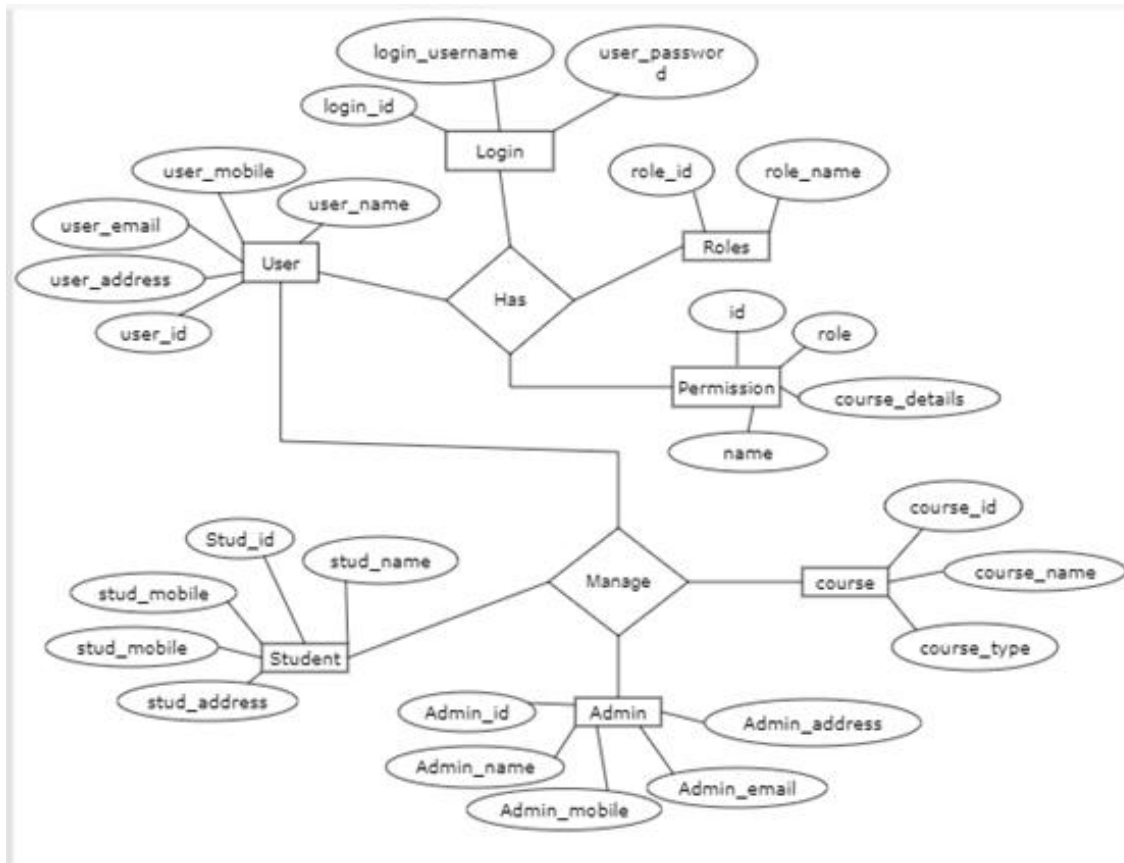 login_username
user_passwor
d
login_id
Login
user_mobile
role_id
role_name
user_name
user_email
Roles
User
user_address
Has
id
user_id
role
Permission
course_details
name
course_id
Stud_id
stud_name
course_name
Manage
course
stud_mobile
stud_mobile
course_type
Student
stud_address
Admin_id
Admin
Admin_address
Admin_name
Admin_email
Admin_mobile